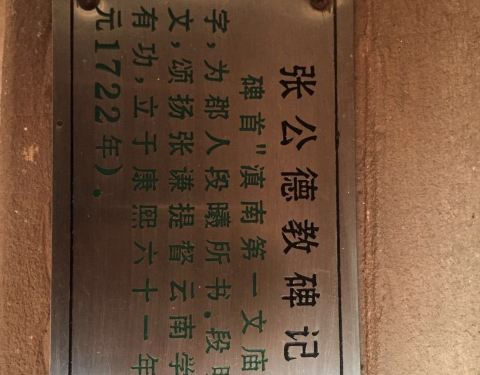 张公德教碑记
碑首"滇南第一文庙
字,为郡人段曦所书.段
文,颂扬张谦提督云南学
有功,立于康熙六十一年
元1722年).